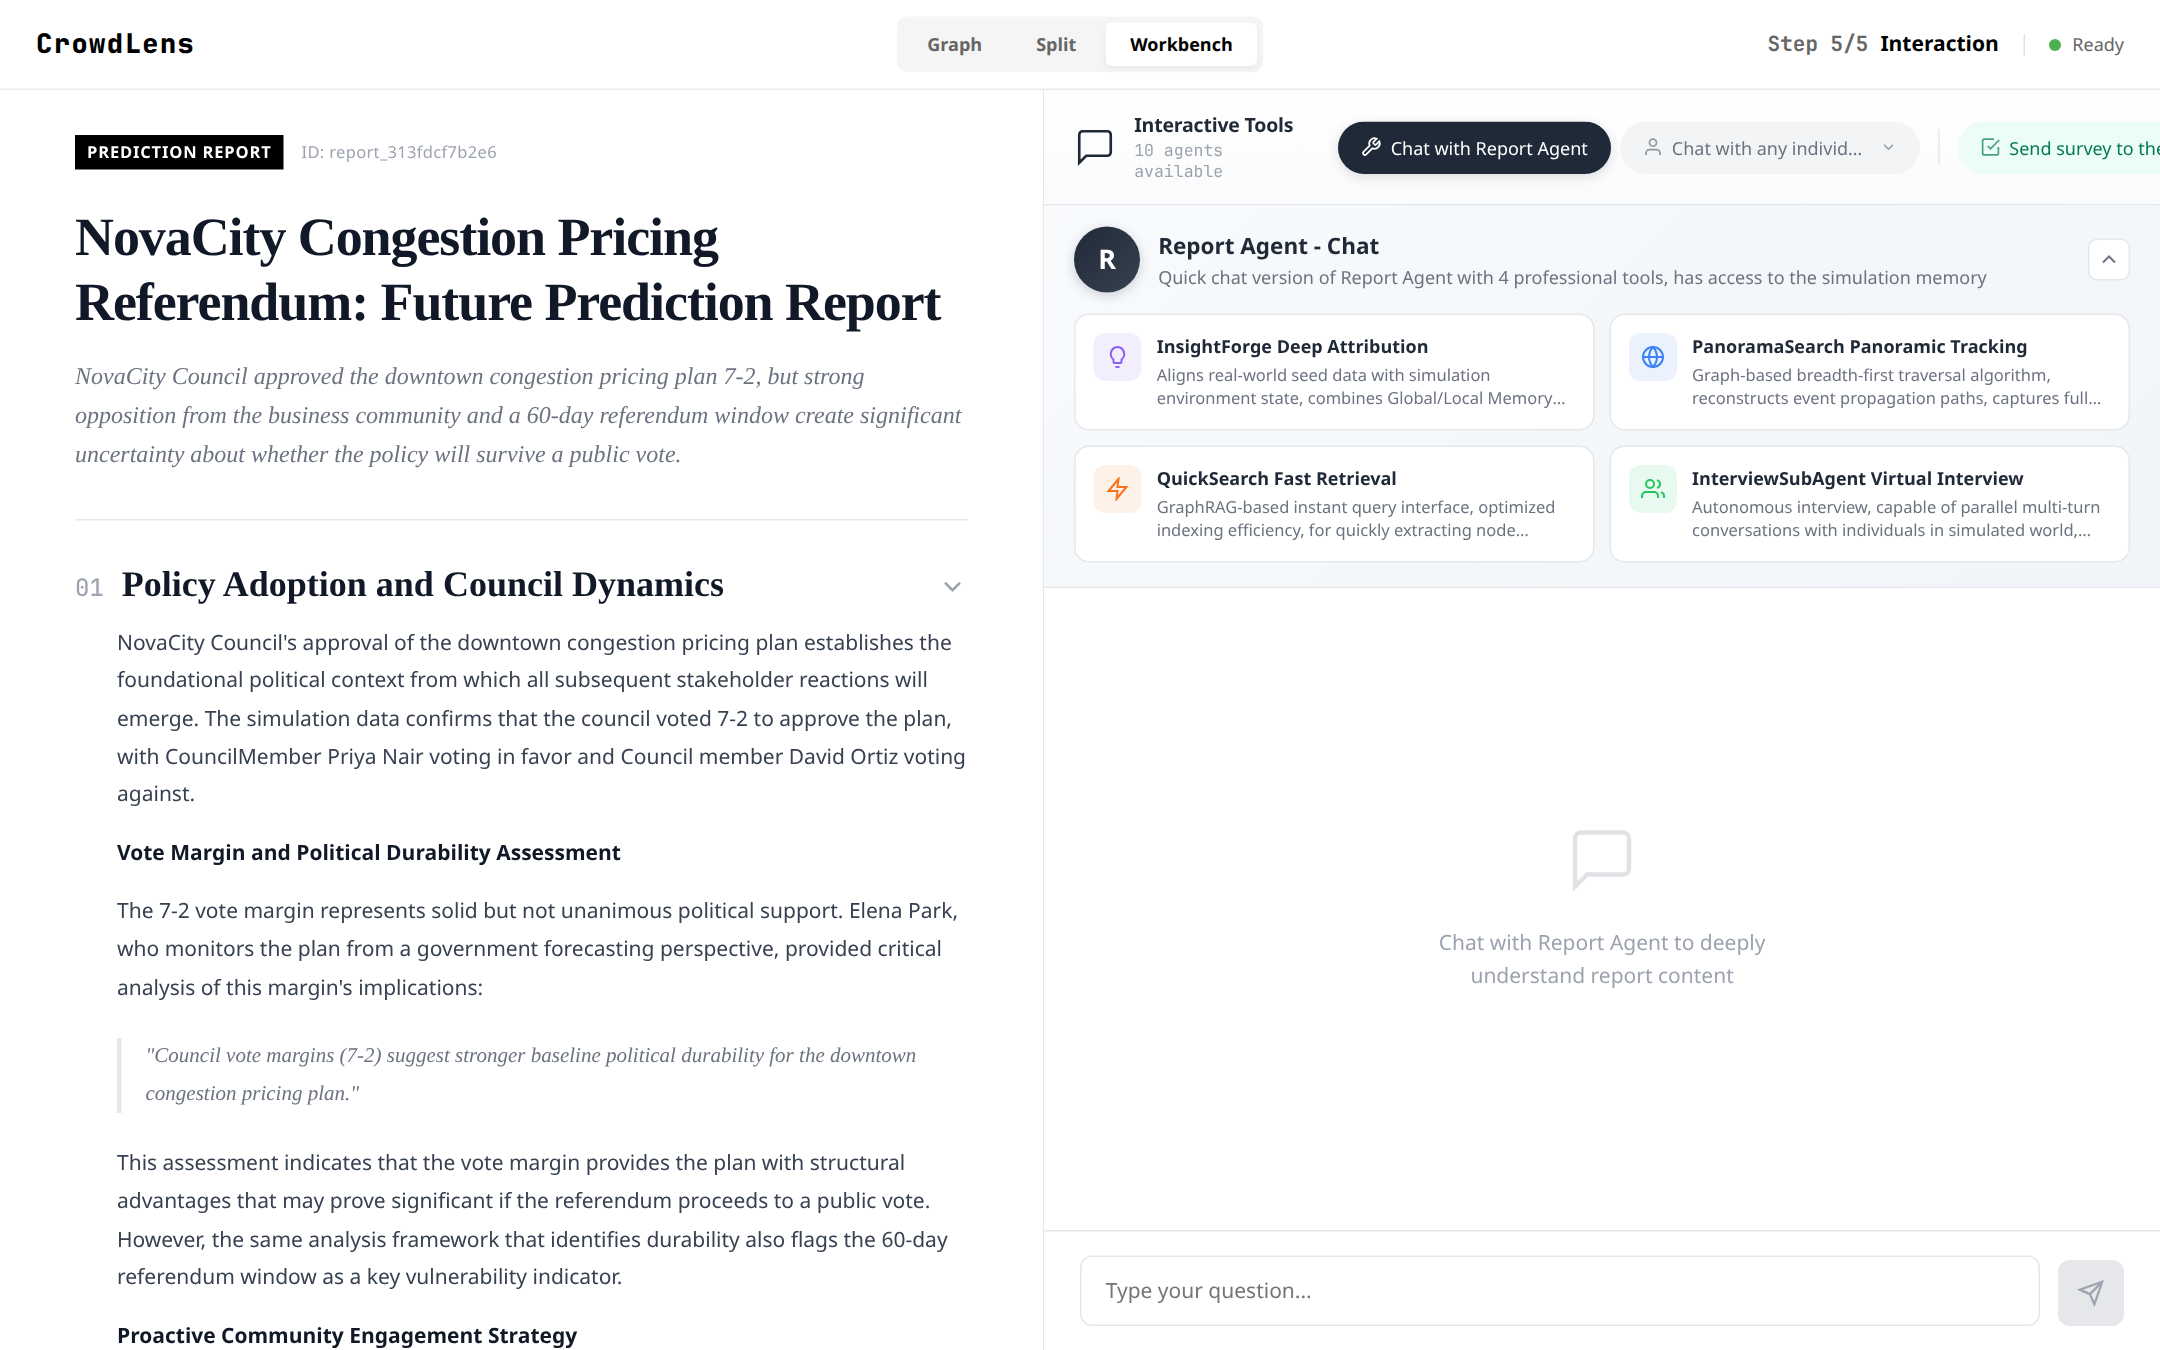 CrowdLens
Graph
Split
Workbench
Step 5/5 Interaction
Ready
PREDICTION REPORT
ID: report_313fdcf7b2e6
NovaCity Congestion Pricing
Referendum: Future Prediction Report
NovaCity Council approved the downtown congestion pricing plan 7-2, but strong
opposition from the business community and a 60-day referendum window create significant
uncertainty about whether the policy will survive a public vote.
01 Policy Adoption and Council Dynamics
NovaCity Council's approval of the downtown congestion pricing plan establishes the
foundational political context from which all subsequent stakeholder reactions will
emerge. The simulation data confirms that the council voted 7-2 to approve the plan,
with CouncilMember Priya Nair voting in favor and Council member David Ortiz voting
against.
Vote Margin and Political Durability Assessment
The 7-2 vote margin represents solid but not unanimous political support. Elena Park,
who monitors the plan from a government forecasting perspective, provided critical
analysis of this margin's implications:
"Council vote margins (7-2) suggest stronger baseline political durability for the downtown
congestion pricing plan."
This assessment indicates that the vote margin provides the plan with structural
advantages that may prove significant if the referendum proceeds to a public vote.
However, the same analysis framework that identifies durability also flags the 60-day
referendum window as a key vulnerability indicator.
Proactive Community Engagement Strategy
Interactive Tools
10 agents
available
Chat with Report Agent
Chat with any individ...
Send survey to the
R
Report Agent - Chat
Quick chat version of Report Agent with 4 professional tools, has access to the simulation memory
InsightForge Deep Attribution
Aligns real-world seed data with simulation
environment state, combines Global/Local Memory...
PanoramaSearch Panoramic Tracking
Graph-based breadth-first traversal algorithm,
reconstructs event propagation paths, captures full...
QuickSearch Fast Retrieval
GraphRAG-based instant query interface, optimized
indexing efficiency, for quickly extracting node...
InterviewSubAgent Virtual Interview
Autonomous interview, capable of parallel multi-turn
conversations with individuals in simulated world,...
Chat with Report Agent to deeply
understand report content
Type your question...